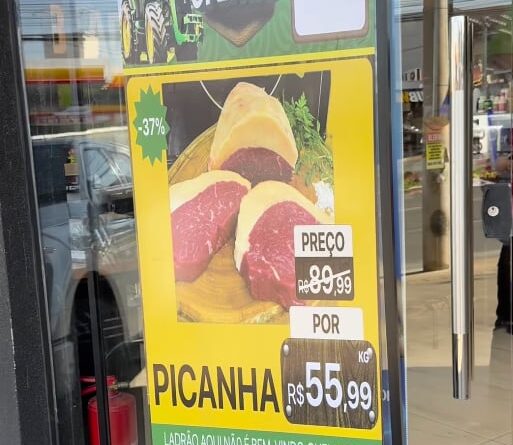 -37%
PREÇO
R$89,99
POR
KG
PICANHA R$55,99
LADRÃO AQUI NÃO É BEM-VINDO